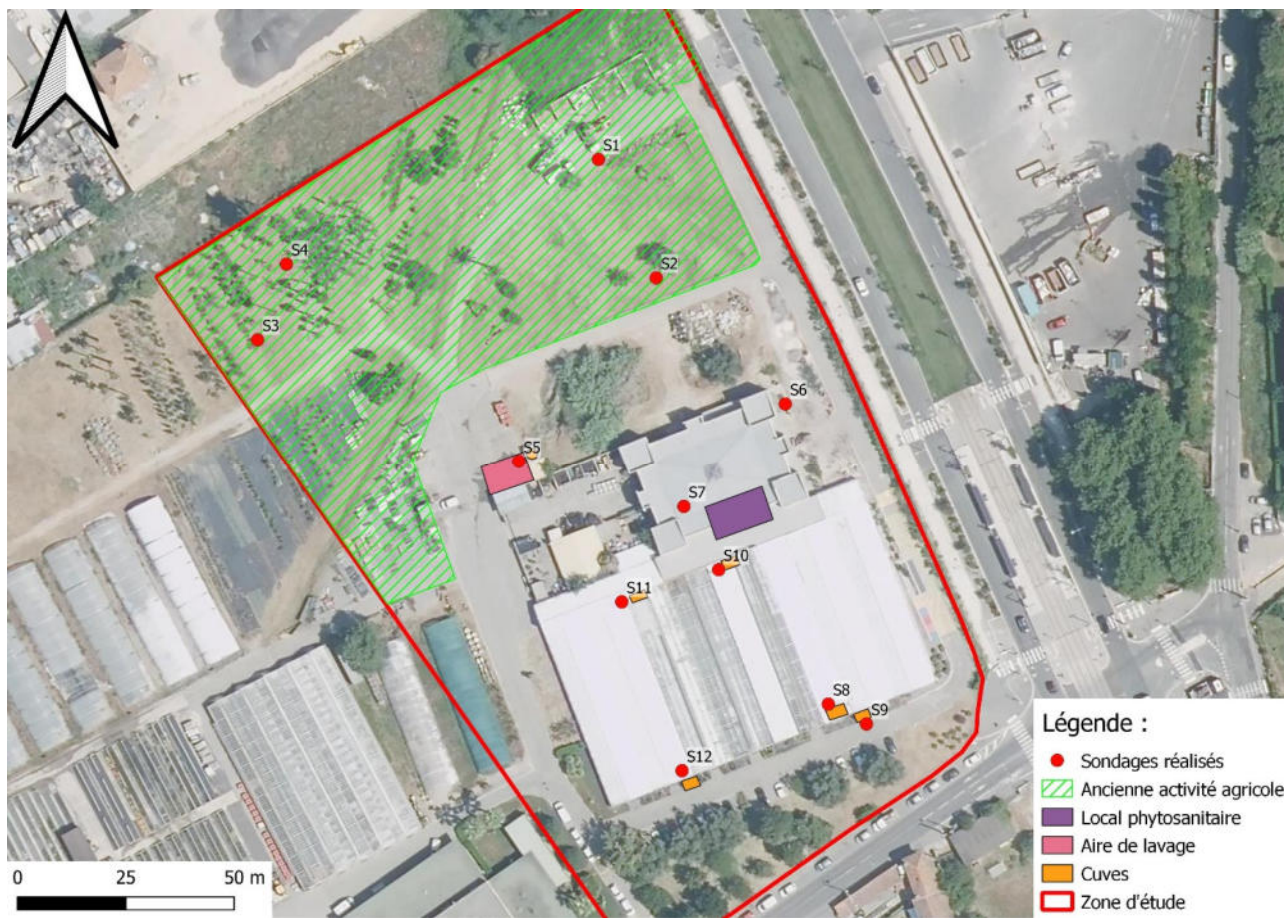 S1
S4
S2
S3
S6
S5
S7
S10
S11
S8
S9
S12
Légende :
Sondages réalisés
Ancienne activité agricole
Local phytosanitaire
Aire de lavage
Cuves
Zone d'étude
0 25 50 m